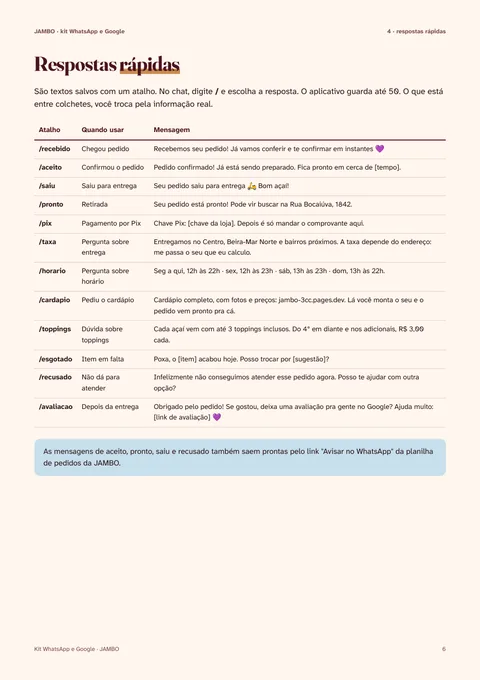 JAMBO · kit WhatsApp e Google
4 · respostas rápidas
Respostas rápidas
São textos salvos com um atalho. No chat, digite / e escolha a resposta. O aplicativo guarda até 50. O que está
entre colchetes, você troca pela informação real.
Atalho Quando usar Mensagem
/recebido Chegou pedido Recebemos seu pedido! Já vamos conferir e te confirmar em instantes 💜
/aceito Confirmou o pedido Pedido confirmado! Já está sendo preparado. Fica pronto em cerca de [tempo].
/saiu Saiu para entrega Seu pedido saiu para entrega 🛵 Bom açaí!
/pronto Retirada Seu pedido está pronto! Pode vir buscar na Rua Bocaiúva, 1842.
/pix Pagamento por Pix Chave Pix: [chave da loja]. Depois é só mandar o comprovante aqui.
/taxa Pergunta sobre entrega Entregamos no Centro, Beira-Mar Norte e bairros próximos. A taxa depende do endereço:
me passa o seu que eu calculo.
/horario Pergunta sobre horário Seg a qui, 12h às 22h · sex, 12h às 23h · sáb, 13h às 23h · dom, 13h às 22h.
/cardapio Pediu o cardápio Cardápio completo, com fotos e preços: jambo-3cc.pages.dev. Lá você monta o seu e o
pedido vem pronto pra cá.
/toppings Dúvida sobre toppings Cada açaí vem com até 3 toppings inclusos. Do 4º em diante e nos adicionais, R$ 3,00
cada.
/esgotado Item em falta Poxa, o [item] acabou hoje. Posso trocar por [sugestão]?
/recusado Não dá para atender Infelizmente não conseguimos atender esse pedido agora. Posso te ajudar com outra
opção?
/avaliacao Depois da entrega Obrigado pelo pedido! Se gostou, deixa uma avaliação pra gente no Google? Ajuda muito:
[link de avaliação] 💜
As mensagens de aceito, pronto, saiu e recusado também saem prontas pelo link "Avisar no WhatsApp" da planilha
de pedidos da JAMBO.
Kit WhatsApp e Google · JAMBO
6